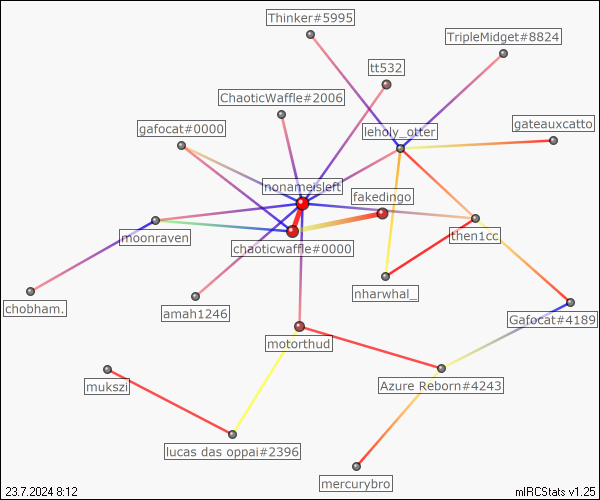 Thinker#5995
TripleMidget#8824
tt532
ChaoticWaffle#2006
gateauxcatto
gafocat#0000
leholy_otter
nonameisleft
fakedingo
moonraven
chaoticwaffle#0000
then1cc
nharwhal_
chobham.
amah1246
Gafocat#4189
motorthud
mukszi
Azure Reborn#4243
lucas das oppai#2396
mercurybro
23.7.2024 8:12
mIRCStats v1.25